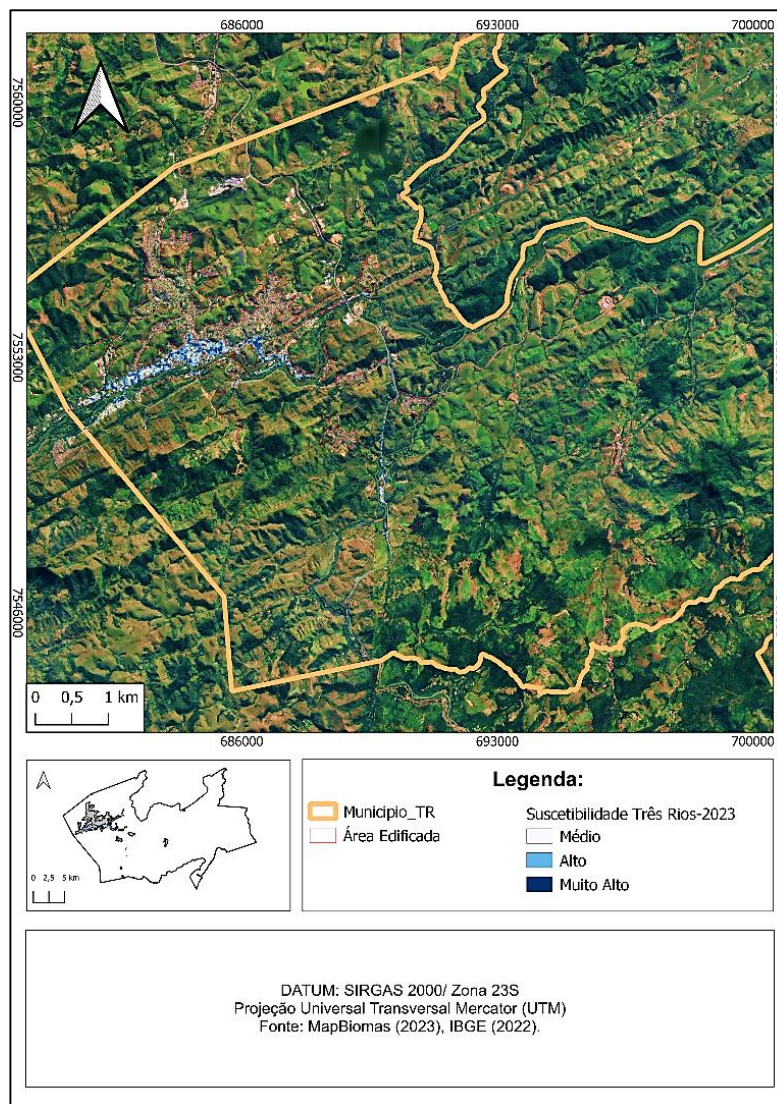 686000 693000 700000
7560000
7553000
7546000
0 0,5 1 km
686000 693000 700000
0 2,5 5 km
Legenda:
Municipio_TR
Área Edificada
Suscetibilidade Três Rios-2023
Médio
Alto
Muito Alto
DATUM: SIRGAS 2000/ Zona 23S
Projeção Universal Transversal Mercator (UTM)
Fonte: MapBiomas (2023), IBGE (2022).